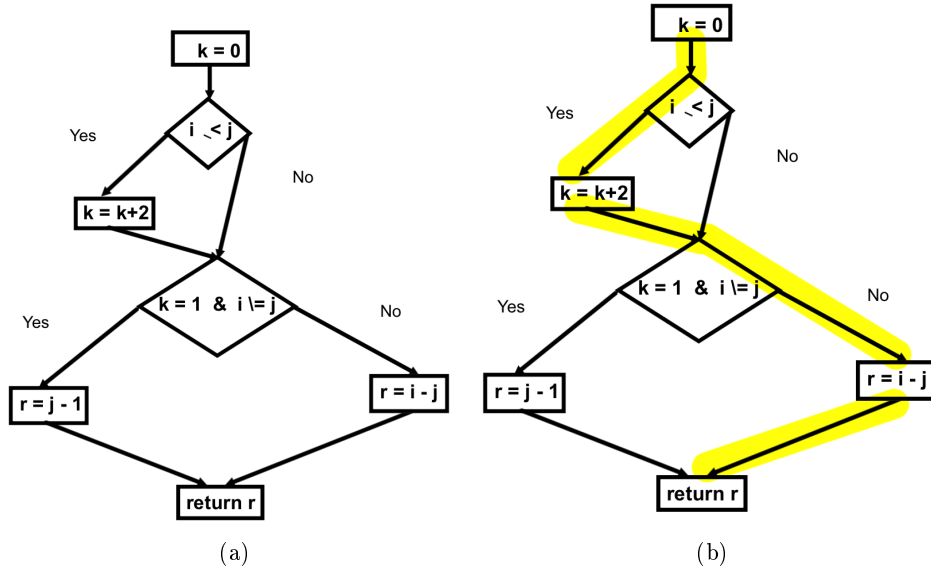 k = 0
i _< j
Yes
No
k = k+2
k = 1 & i \= j
Yes
No
r = j - 1
r = i - j
return r
(a)
k = 0
i _< j
Yes
No
k = k+2
k = 1 & i \= j
Yes
No
r = j - 1
r = i - j
return r
(b)